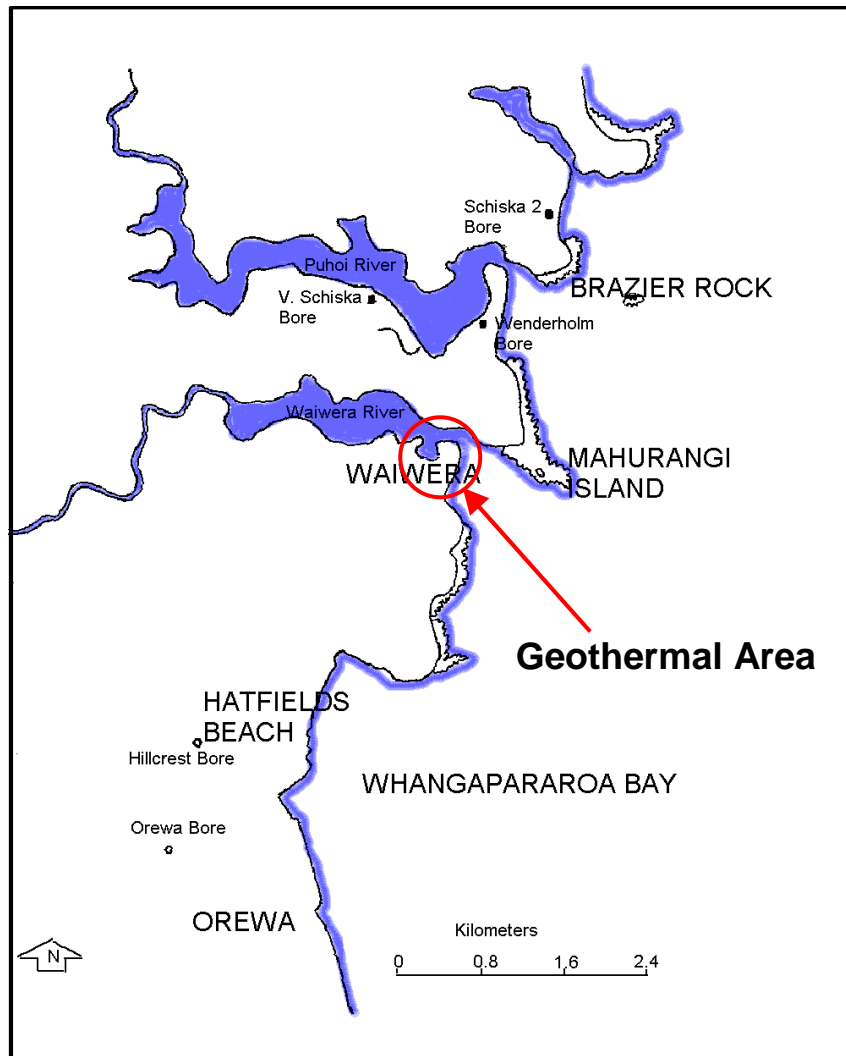 Schiska 2
Bore
Puhoi River
BRAZIER ROCK
V. Schiska
Bore
Wenderholm
Bore
Waiwera River
WAIWERA
MAHURANGI
ISLAND
Geothermal Area
HATFIELDS
BEACH
Hillcrest Bore
WHANGAPARAROA BAY
Orewa Bore
OREWA
Kilometers
N
0 0.8 1.6 2.4